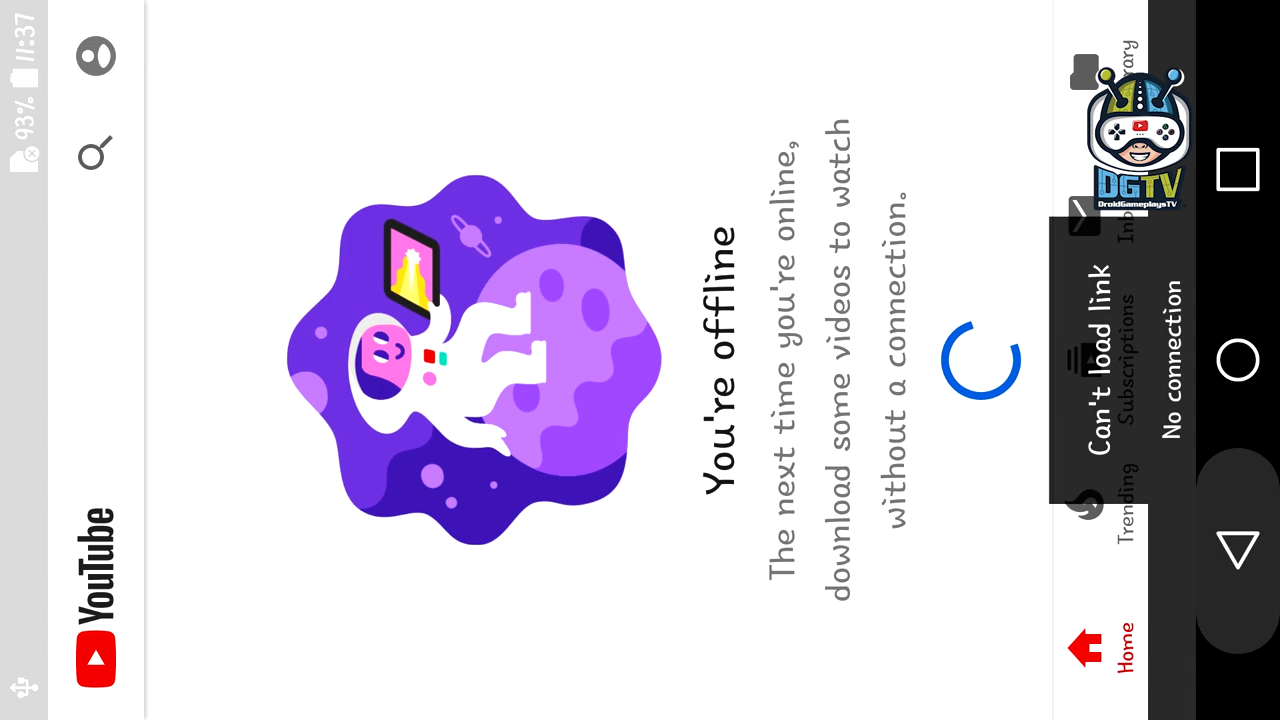 93% 11:37
YouTube
You're offline
The next time you're online,
download some videos to watch
without a connection.
Can't load link
No connection
Home
Trending
Subscriptions
DGTV
DroidGameplaysTV